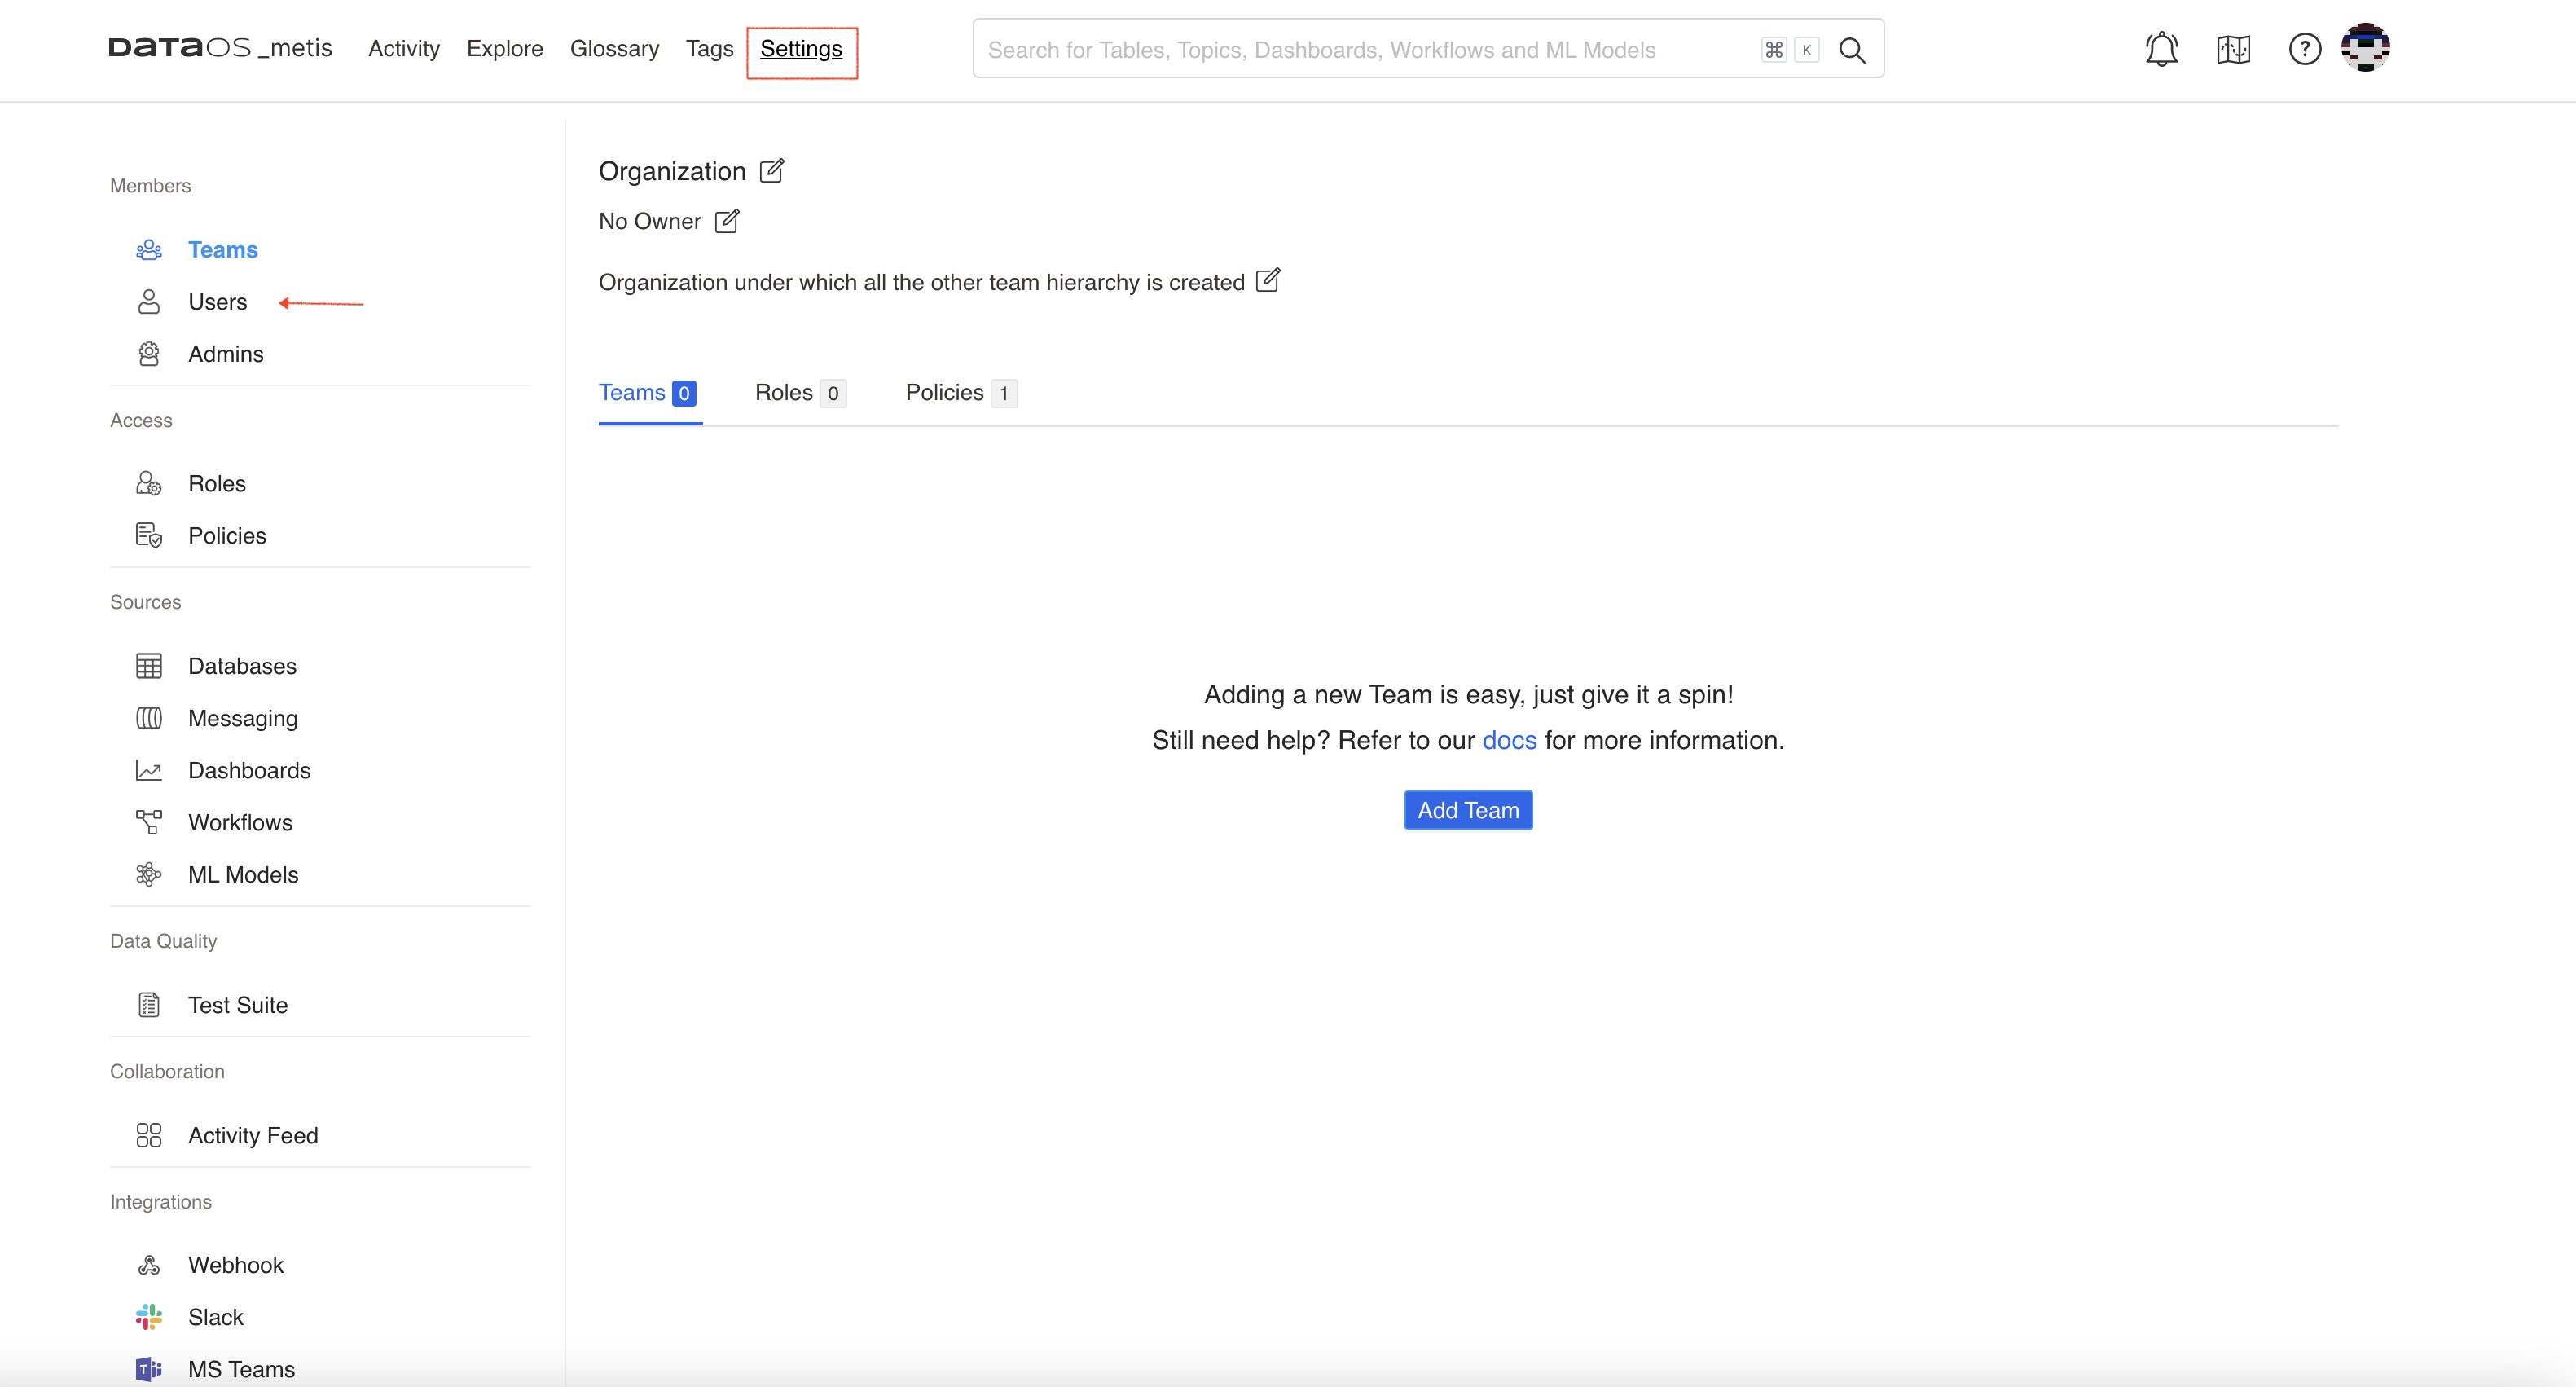 DATAOS _metis Activity Explore Glossary Tags Settings
Search for Tables, Topics, Dashboards, Workflows and ML Models ⌘ K
Members
Teams
Users
Admins
Access
Roles
Policies
Sources
Databases
Messaging
Dashboards
Workflows
ML Models
Data Quality
Test Suite
Collaboration
Activity Feed
Integrations
Webhook
Slack
MS Teams
Organization
No Owner
Organization under which all the other team hierarchy is created
Teams 0 Roles 0 Policies 1
Adding a new Team is easy, just give it a spin!
Still need help? Refer to our docs for more information.
Add Team